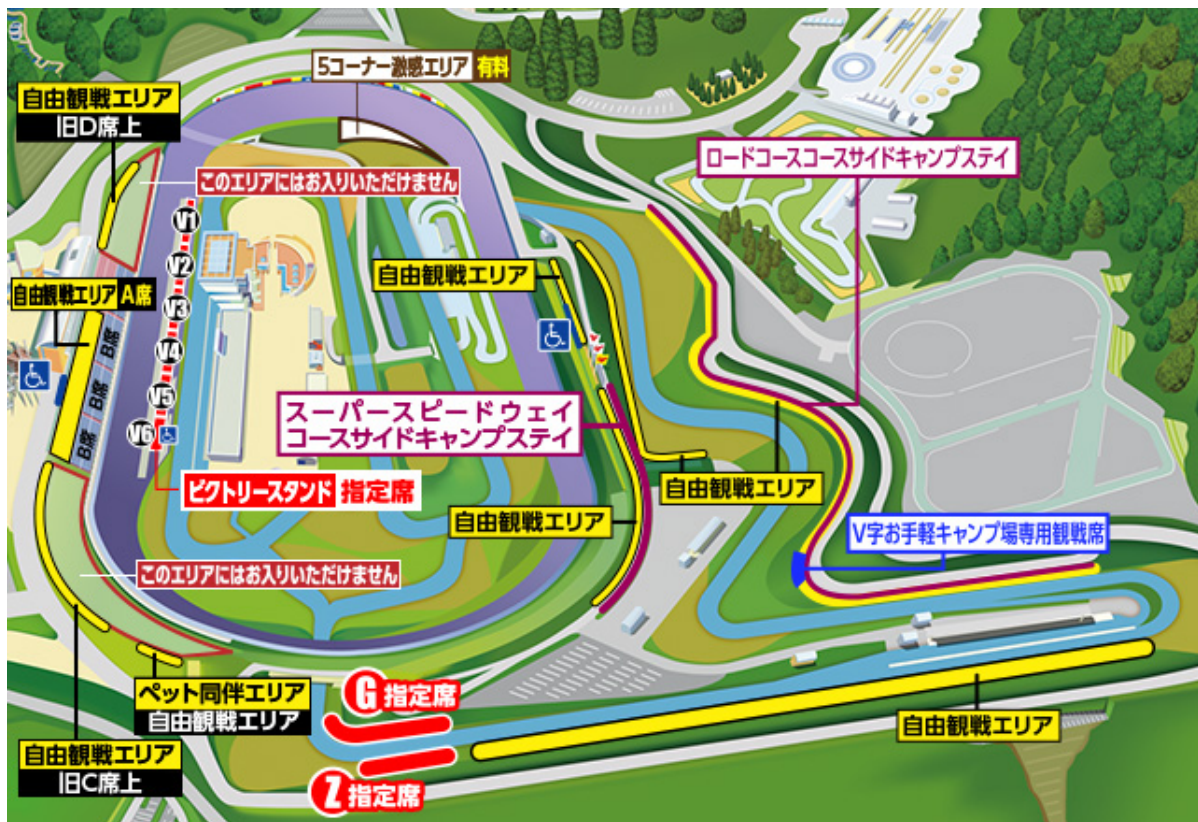 5コーナー激感エリア 有料
自由観戦エリア
旧D席上
ロードコースコースサイドキャンプステイ
このエリアにはお入りいただけません
V1
V2
V3
V4
V5
V6
自由観戦エリア
自由観戦エリア A席
B席
B席
B席
スーパースピードウェイ
コースサイドキャンプステイ
ビクトリースタンド 指定席
自由観戦エリア
自由観戦エリア
V字お手軽キャンプ場専用観戦席
このエリアにはお入りいただけません
ペット同伴エリア
自由観戦エリア
G 指定席
自由観戦エリア
自由観戦エリア
旧C席上
Z 指定席